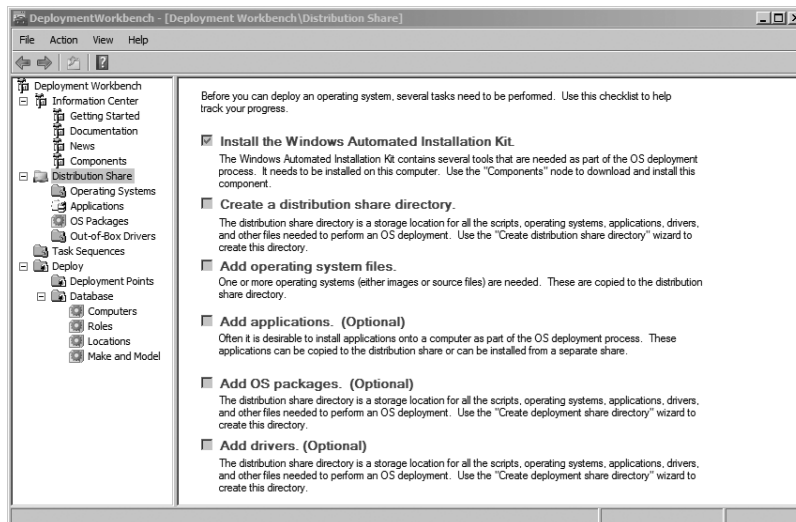 DeploymentWorkbench - [Deployment Workbench\Distribution Share]
File Action View Help
Deployment Workbench
Information Center
Getting Started
Documentation
News
Components
Distribution Share
Operating Systems
Applications
OS Packages
Out-of-Box Drivers
Task Sequences
Deploy
Deployment Points
Database
Computers
Roles
Locations
Make and Model
Before you can deploy an operating system, several tasks need to be performed. Use this checklist to help
track your progress.
Install the Windows Automated Installation Kit.
The Windows Automated Installation Kit contains several tools that are needed as part of the OS deployment
process. It needs to be installed on this computer. Use the "Components" node to download and install this
component.
Create a distribution share directory.
The distribution share directory is a storage location for all the scripts, operating systems, applications, drivers,
and other files needed to perform an OS deployment. Use the "Create distribution share directory" wizard to
create this directory.
Add operating system files.
One or more operating systems (either images or source files) are needed. These are copied to the distribution
share directory.
Add applications. (Optional)
Often it is desirable to install applications onto a computer as part of the OS deployment process. These
applications can be copied to the distribution share or can be installed from a separate share.
Add OS packages. (Optional)
The distribution share directory is a storage location for all the scripts, operating systems, applications, drivers,
and other files needed to perform an OS deployment. Use the "Create deployment share directory" wizard to
create this directory.
Add drivers. (Optional)
The distribution share directory is a storage location for all the scripts, operating systems, applications, drivers,
and other files needed to perform an OS deployment. Use the "Create deployment share directory" wizard to
create this directory.